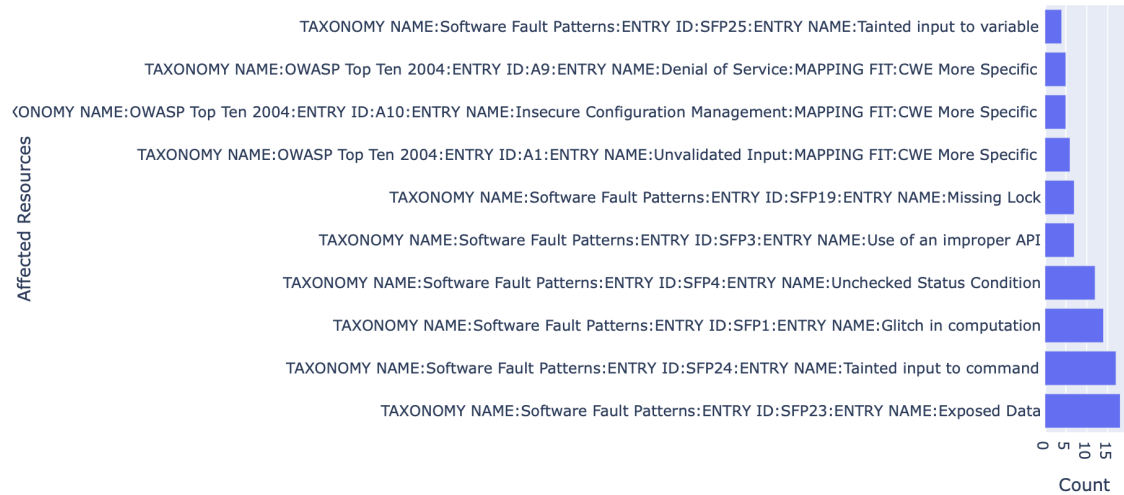 TAXONOMY NAME:Software Fault Patterns:ENTRY ID:SFP25:ENTRY NAME:Tainted input to variable
TAXONOMY NAME:OWASP Top Ten 2004:ENTRY ID:A9:ENTRY NAME:Denial of Service:MAPPING FIT:CWE More Specific
XONOMY NAME:OWASP Top Ten 2004:ENTRY ID:A10:ENTRY NAME:Insecure Configuration Management:MAPPING FIT:CWE More Specific
TAXONOMY NAME:OWASP Top Ten 2004:ENTRY ID:A1:ENTRY NAME:Unvalidated Input:MAPPING FIT:CWE More Specific
TAXONOMY NAME:Software Fault Patterns:ENTRY ID:SFP19:ENTRY NAME:Missing Lock
TAXONOMY NAME:Software Fault Patterns:ENTRY ID:SFP3:ENTRY NAME:Use of an improper API
TAXONOMY NAME:Software Fault Patterns:ENTRY ID:SFP4:ENTRY NAME:Unchecked Status Condition
TAXONOMY NAME:Software Fault Patterns:ENTRY ID:SFP1:ENTRY NAME:Glitch in computation
TAXONOMY NAME:Software Fault Patterns:ENTRY ID:SFP24:ENTRY NAME:Tainted input to command
TAXONOMY NAME:Software Fault Patterns:ENTRY ID:SFP23:ENTRY NAME:Exposed Data
Affected Resources
0 5 10 15
Count